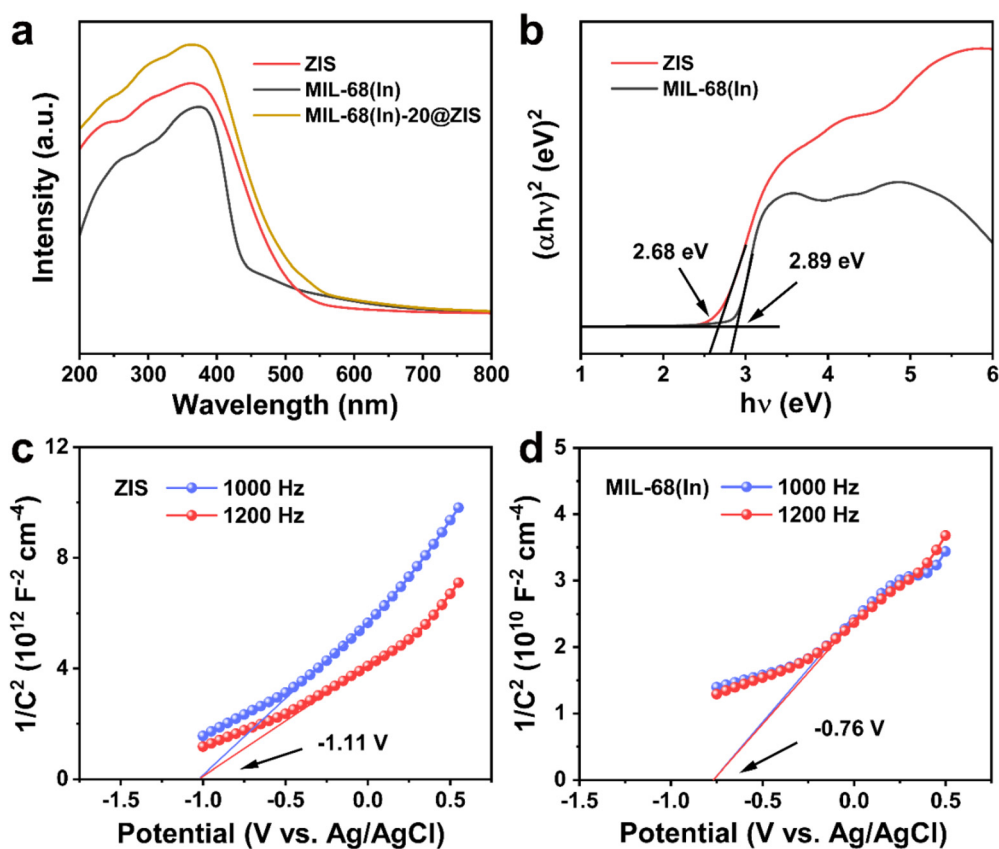 a
ZIS
MIL-68(In)
MIL-68(In)-20@ZIS
Intensity (a.u.)
200 300 400 500 600 700 800
Wavelength (nm)
b
ZIS
MIL-68(In)
(αhν)² (eV)²
2.68 eV
2.89 eV
1 2 3 4 5 6
hν (eV)
c
ZIS
1000 Hz
1200 Hz
1/C² (10¹² F⁻² cm⁻⁴)
12
8
4
0
-1.11 V
-1.5 -1.0 -0.5 0.0 0.5
Potential (V vs. Ag/AgCl)
d
MIL-68(In)
1000 Hz
1200 Hz
1/C² (10¹⁰ F⁻² cm⁻⁴)
5
4
3
2
1
0
-0.76 V
-1.5 -1.0 -0.5 0.0 0.5
Potential (V vs. Ag/AgCl)